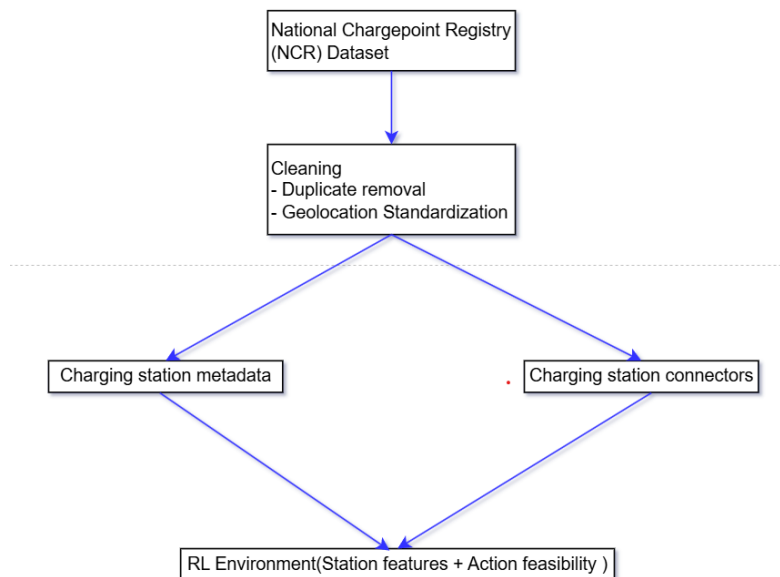 National Chargepoint Registry
(NCR) Dataset
Cleaning
- Duplicate removal
- Geolocation Standardization
Charging station metadata
Charging station connectors
RL Environment(Station features + Action feasibility )